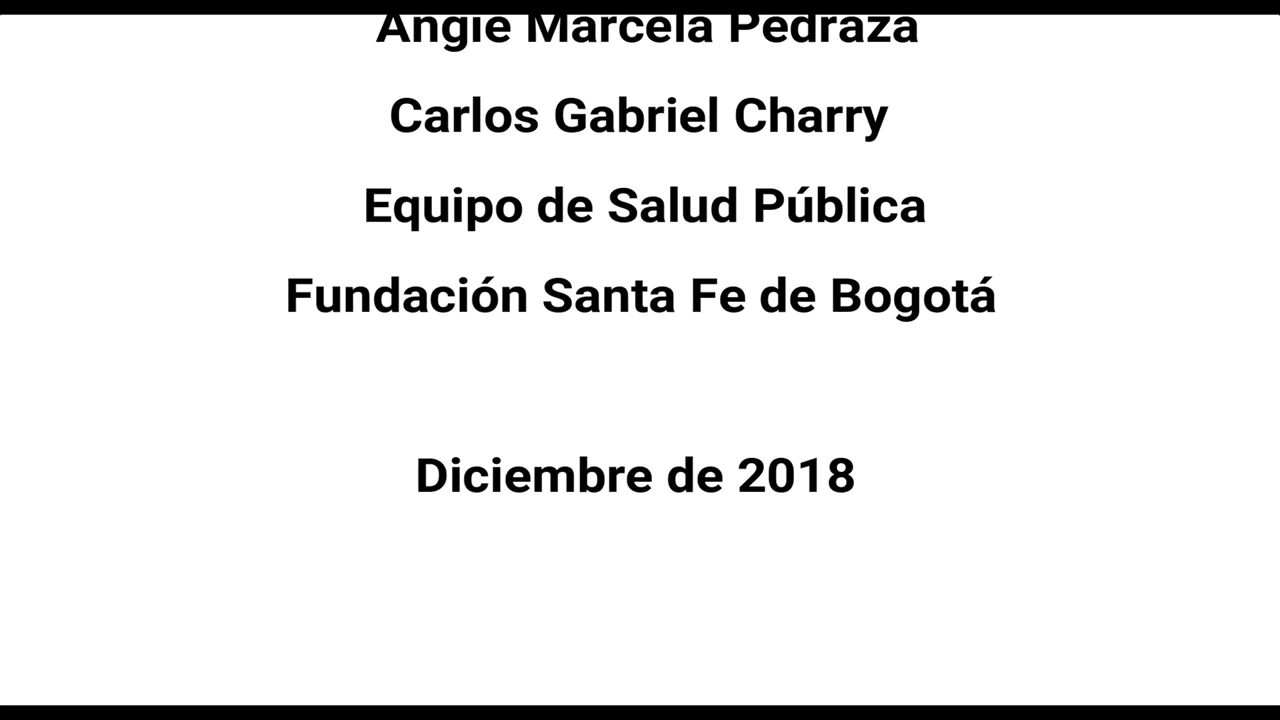 Angie Marcela Pedraza
Carlos Gabriel Charry
Equipo de Salud Pública
Fundación Santa Fe de Bogotá
Diciembre de 2018